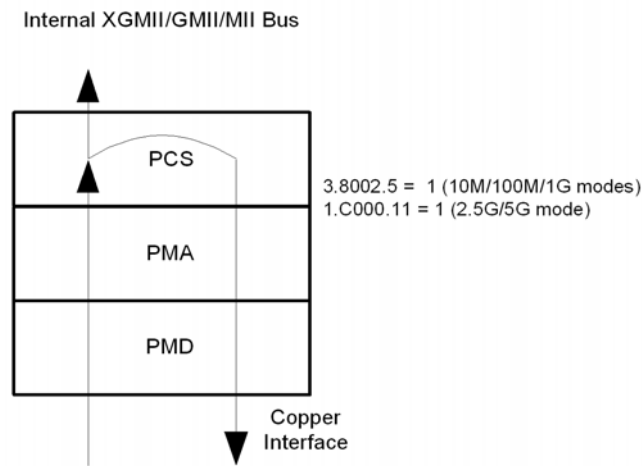 Internal XGMII/GMII/MII Bus
PCS
3.8002.5 = 1 (10M/100M/1G modes)
1.C000.11 = 1 (2.5G/5G mode)
PMA
PMD
Copper
Interface